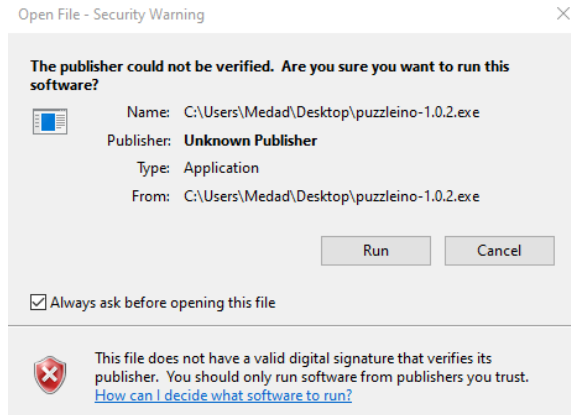 Open File - Security Warning
The publisher could not be verified. Are you sure you want to run this
software?
Name: C:\Users\Medad\Desktop\puzzleino-1.0.2.exe
Publisher: Unknown Publisher
Type: Application
From: C:\Users\Medad\Desktop\puzzleino-1.0.2.exe
Run Cancel
Always ask before opening this file
This file does not have a valid digital signature that verifies its
publisher. You should only run software from publishers you trust.
How can I decide what software to run?